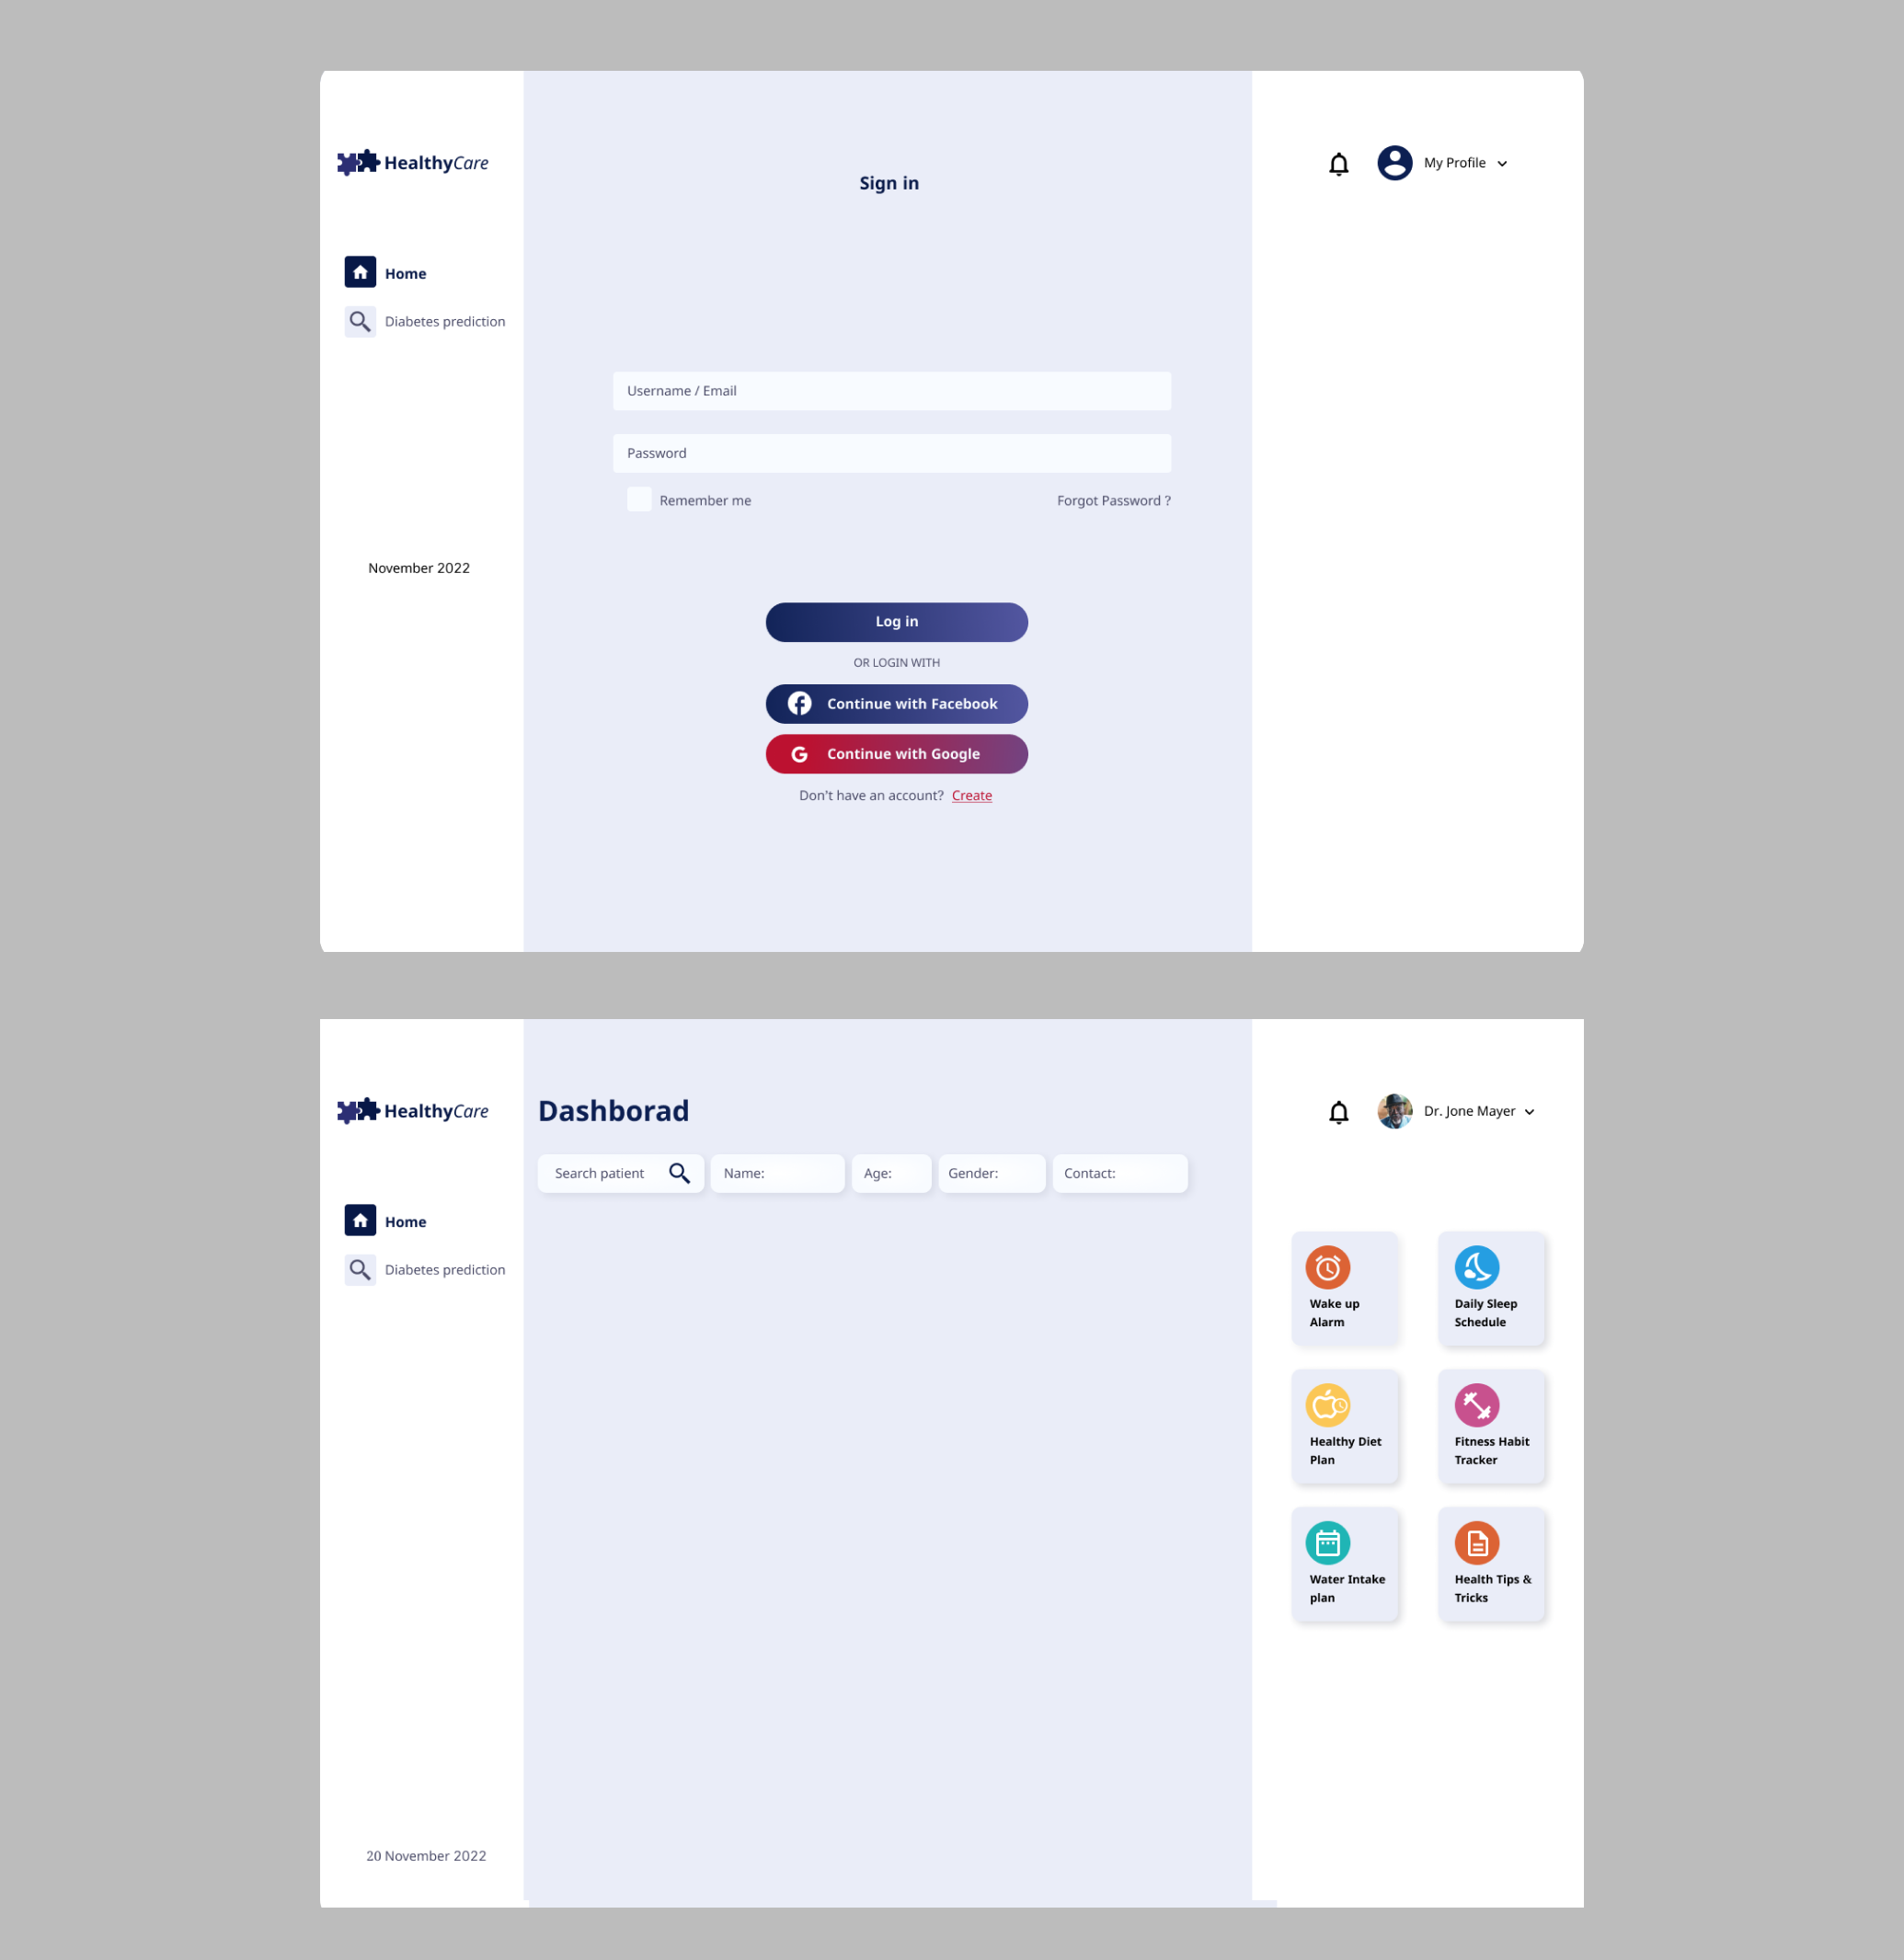 HealthyCare
Sign in
My Profile
Home
Diabetes prediction
Username / Email
Password
Remember me
Forgot Password ?
November 2022
Log in
OR LOGIN WITH
Continue with Facebook
G Continue with Google
Don't have an account? Create
HealthyCare
Dashborad
Dr. Jone Mayer
Search patient
Name:
Age:
Gender:
Contact:
Home
Diabetes prediction
Wake up
Alarm
Daily Sleep
Schedule
Healthy Diet
Plan
Fitness Habit
Tracker
Water Intake
plan
Health Tips &
Tricks
20 November 2022